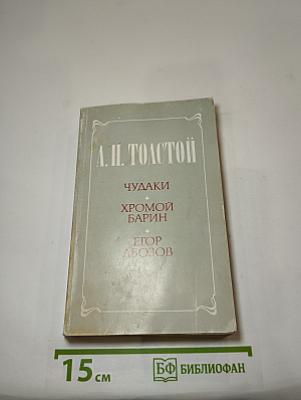 А.Н. ТОЛСТОЙ
ЧУДАКИ
ХРОМОЙ
БАРИН
ЕГОР
АБОЗОВ
15 см
БФ БИБЛИОФАН